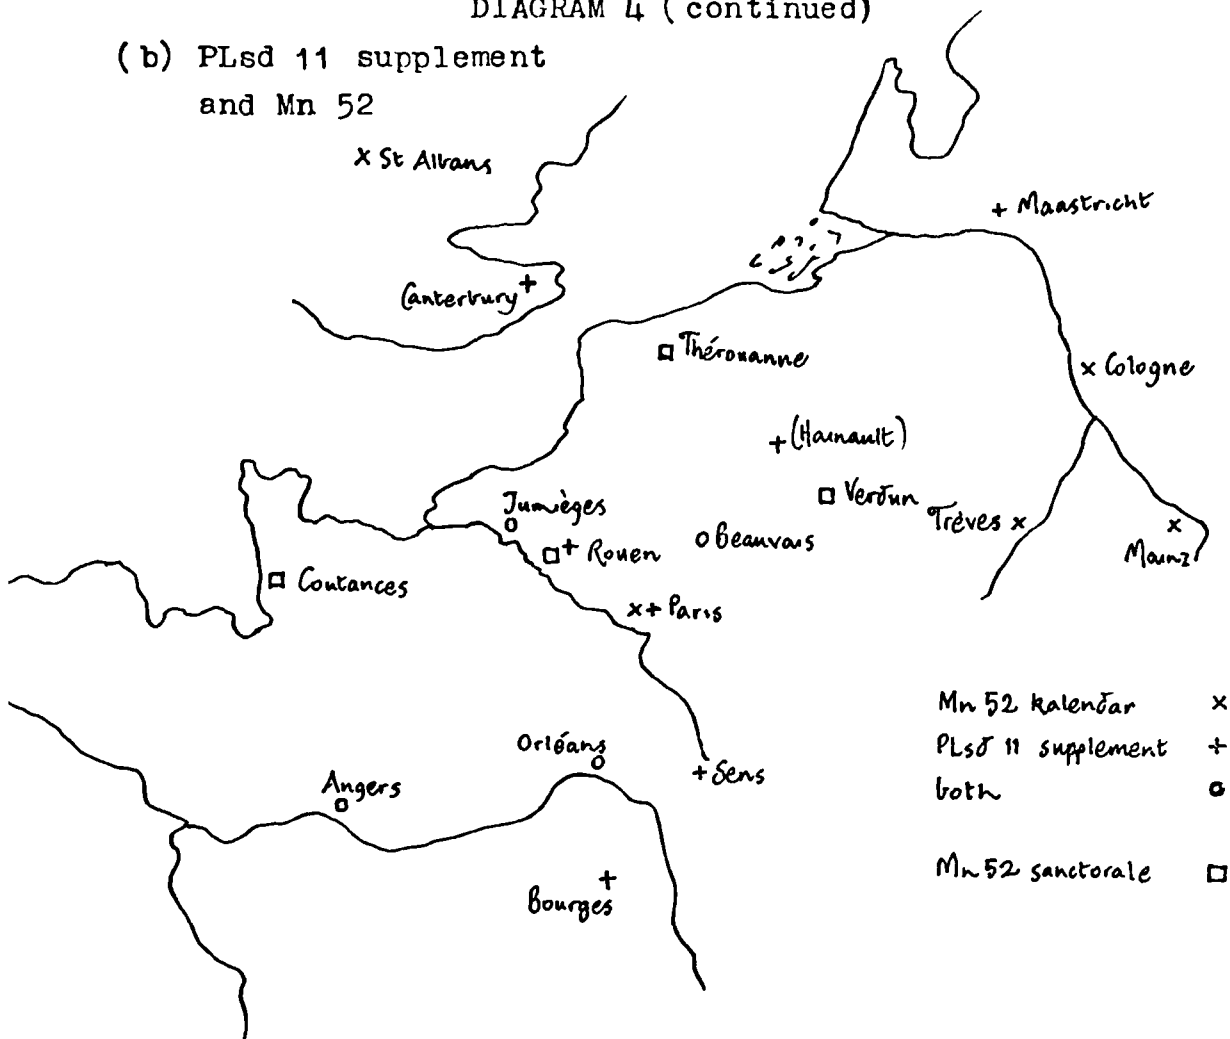 DIAGRAM 4 (continued)
(b) PLsd 11 supplement
and Mn 52
x St Albans
+ Maastricht
Canterbury +
Thérouanne
x Cologne
+ (Hainault)
Verdun
Jumièges
Trèves x
x
+ Rouen
Beauvais
Mainz
Coutances
x+ Paris
Mn 52 kalendar x
Orléans
PLsd 11 supplement +
+ Sens
Angers
both o
Mn 52 sanctorale □
+
Bourges